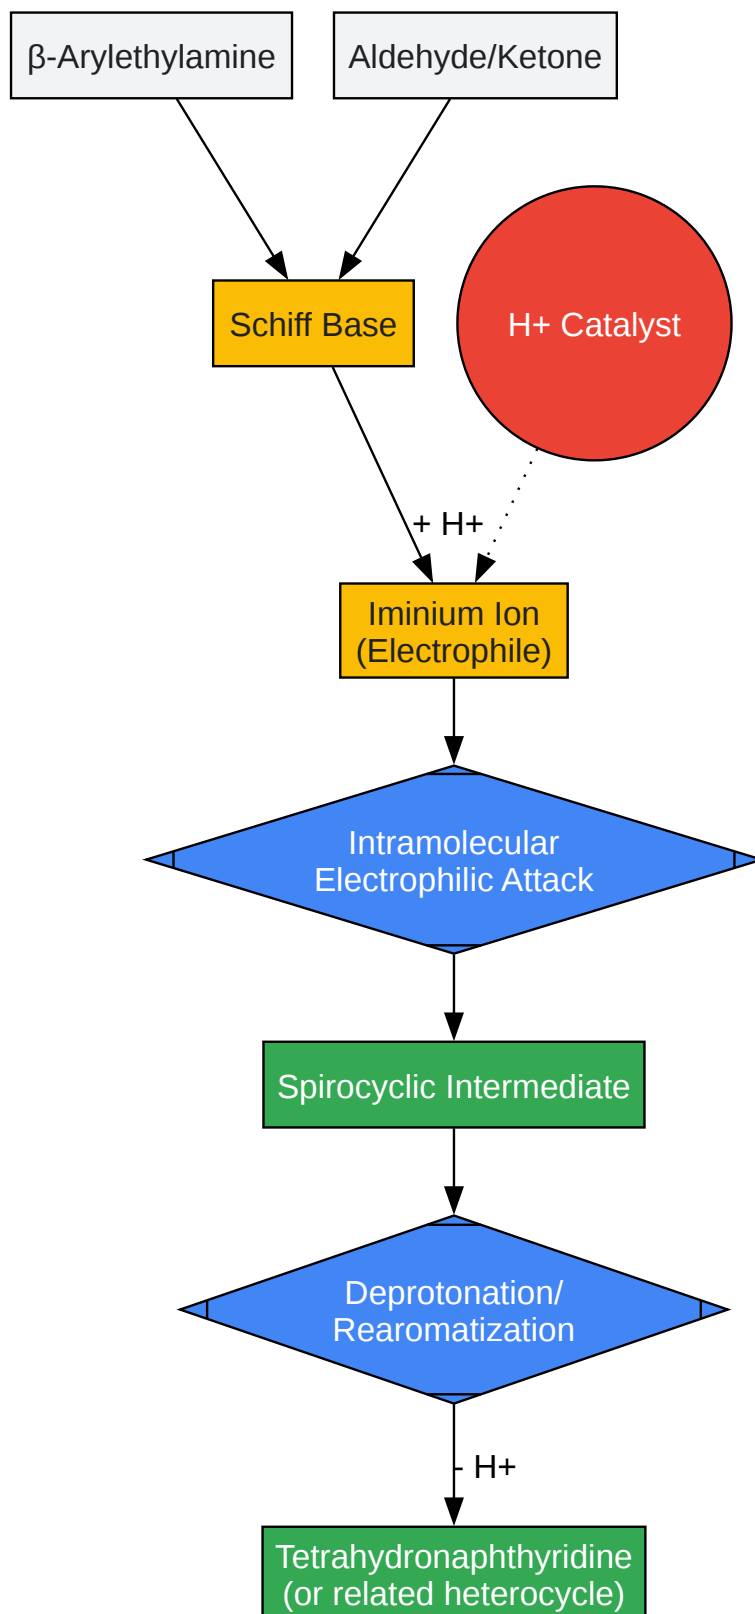 β-Arylethylamine
Aldehyde/Ketone
Schiff Base
H+ Catalyst
+ H+
Iminium Ion
(Electrophile)
Intramolecular
Electrophilic Attack
Spirocyclic Intermediate
Deprotonation/
Rearomatization
- H+
Tetrahydronaphthyridine
(or related heterocycle)